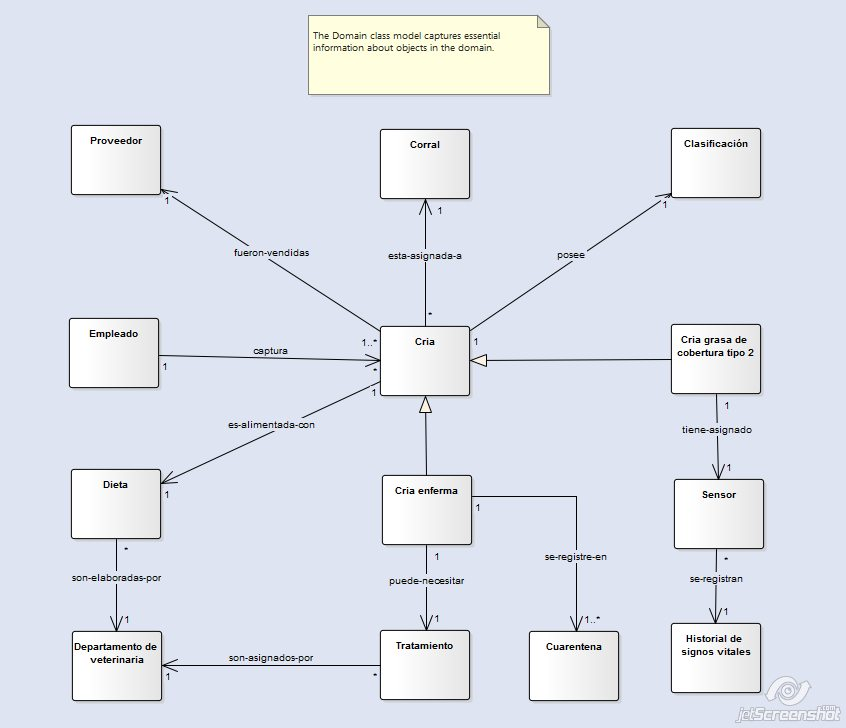 The Domain class model captures essential
information about objects in the domain.
Proveedor
Corral
Clasificación
1
1
1
fueron-vendidas
esta-asignada-a
posee
1..*
*
1
Empleado
captura
Cria
Cria grasa de
cobertura tipo 2
1
*
1
1
es-alimentada-con
tiene-asignado
1
1
Dieta
Cria enferma
Sensor
1
*
1
*
son-elaboradas-por
puede-necesitar
se-registre-en
se-registran
1
1
1..*
1
Departamento de
veterinaria
Tratamiento
Cuarentena
Historial de
signos vitales
son-asignados-por
1
*
jetScreenshot
.com